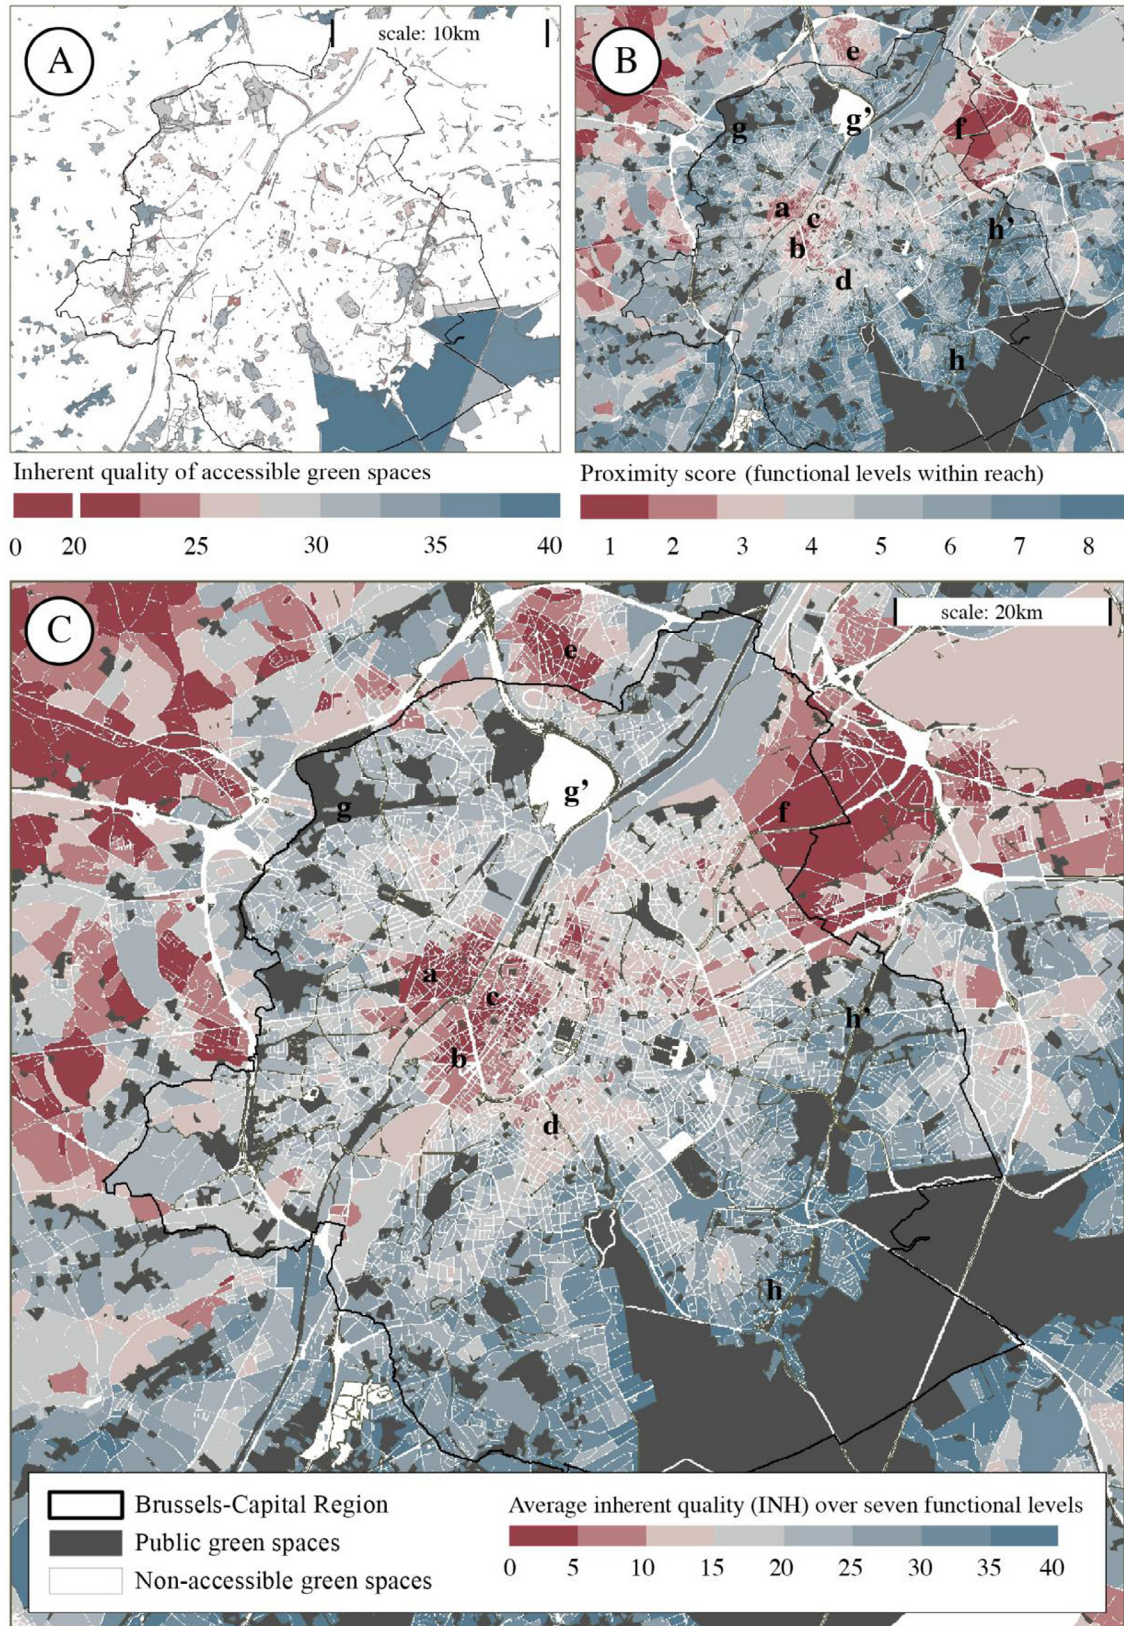 A
scale: 10km
B
e
g
g'
f
a
c
b
h'
d
h
Inherent quality of accessible green spaces
0 20 25 30 35 40
Proximity score (functional levels within reach)
1 2 3 4 5 6 7 8
C
scale: 20km
e
g'
g
f
a
c
h'
b
d
h
Brussels-Capital Region
Public green spaces
Non-accessible green spaces
Average inherent quality (INH) over seven functional levels
0 5 10 15 20 25 30 35 40